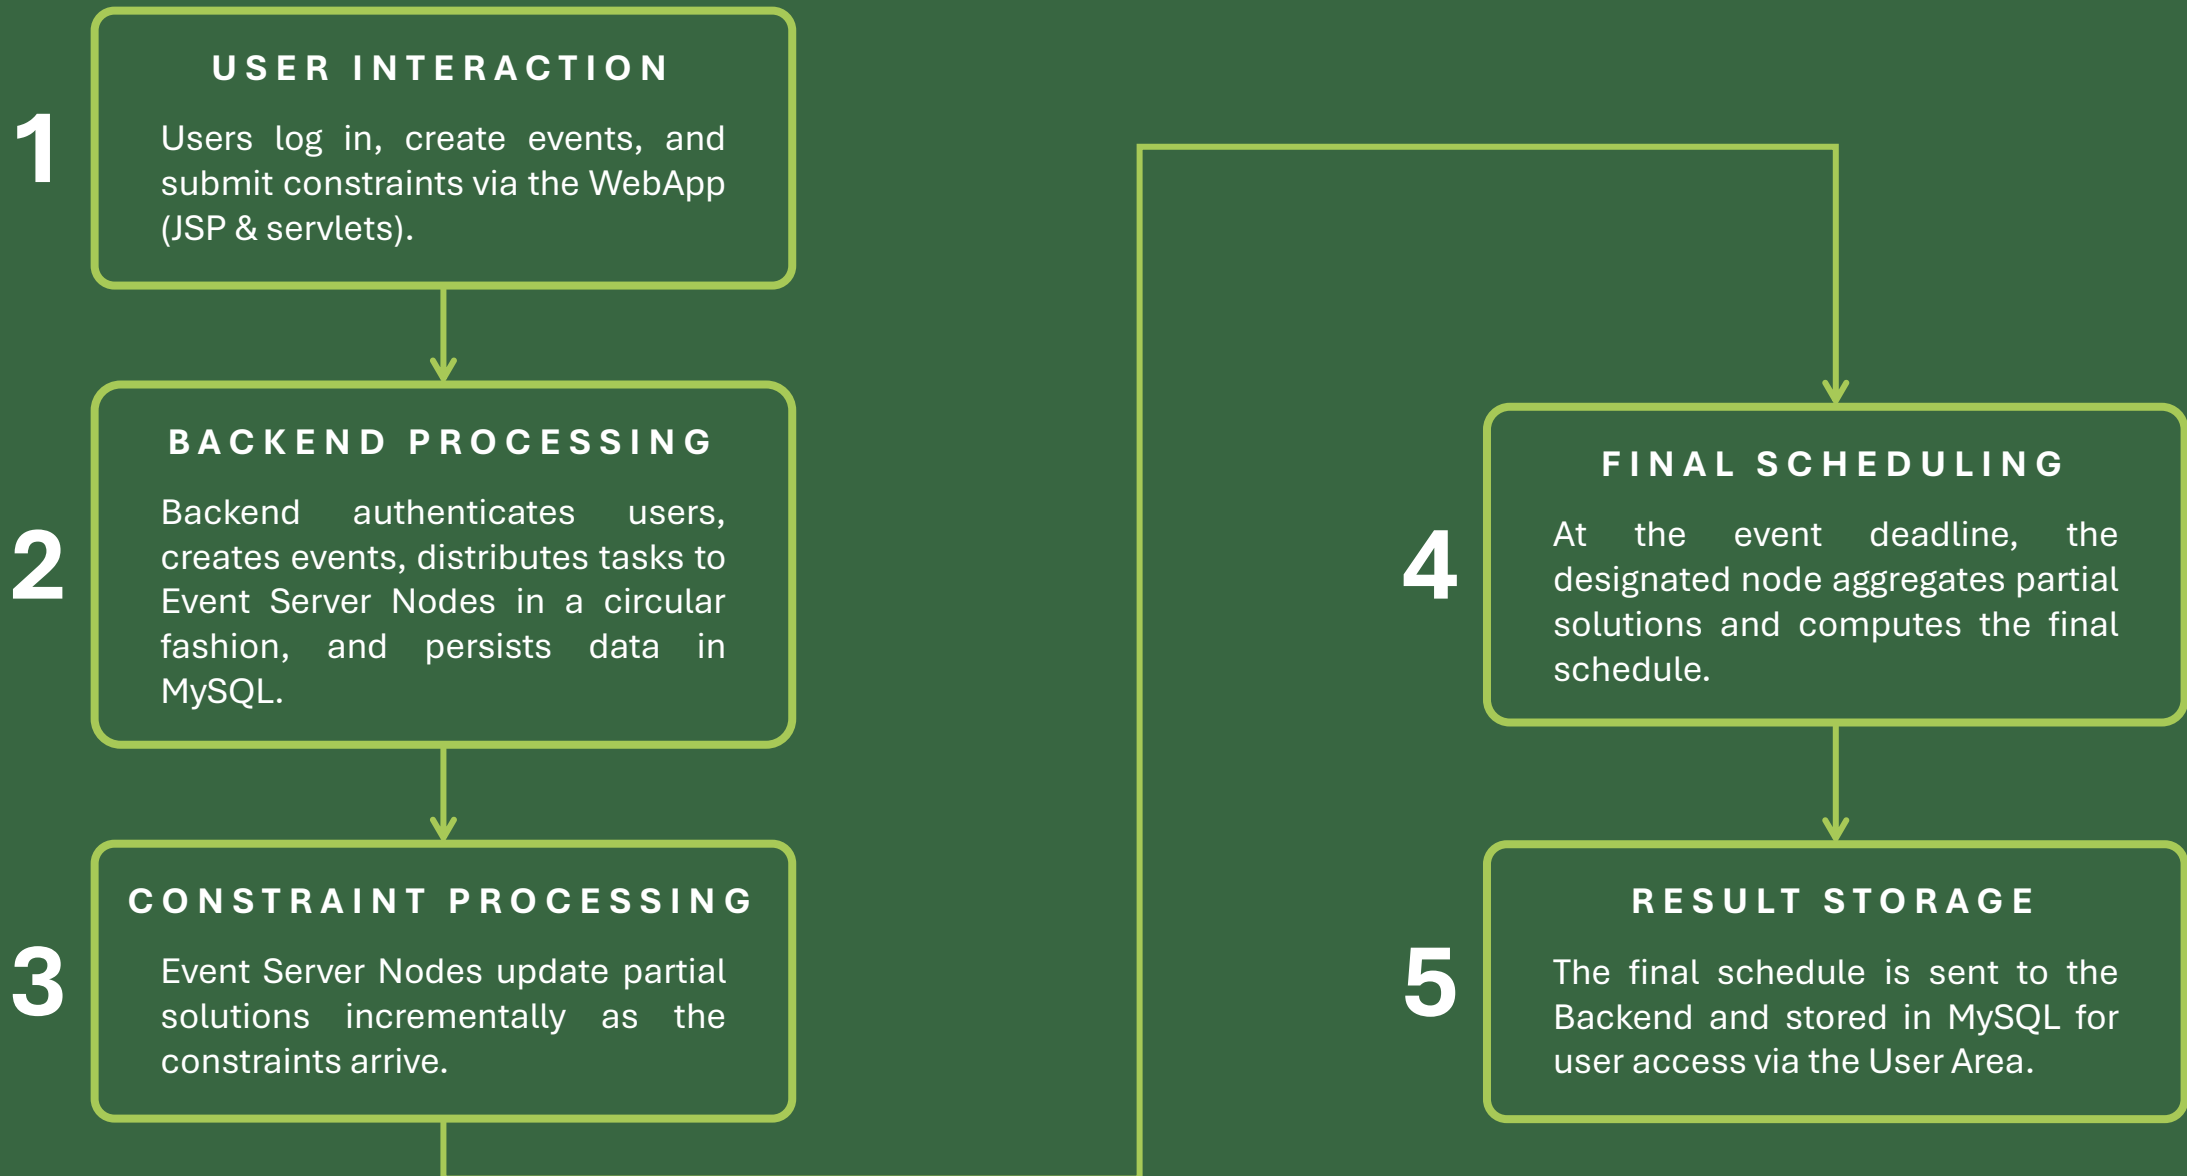 1
USER INTERACTION
Users log in, create events, and
submit constraints via the WebApp
(JSP & servlets).
2
BACKEND PROCESSING
Backend authenticates users,
creates events, distributes tasks to
Event Server Nodes in a circular
fashion, and persists data in
MySQL.
3
CONSTRAINT PROCESSING
Event Server Nodes update partial
solutions incrementally as the
constraints arrive.
4
FINAL SCHEDULING
At the event deadline, the
designated node aggregates partial
solutions and computes the final
schedule.
5
RESULT STORAGE
The final schedule is sent to the
Backend and stored in MySQL for
user access via the User Area.